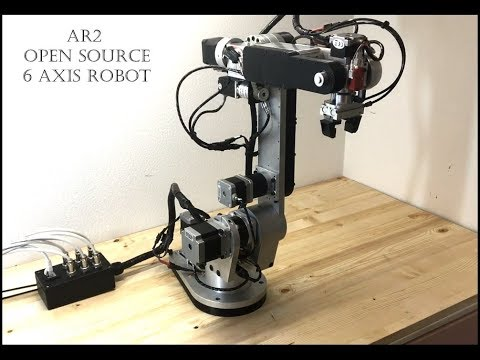 AR2
OPEN SOURCE
6 AXIS ROBOT